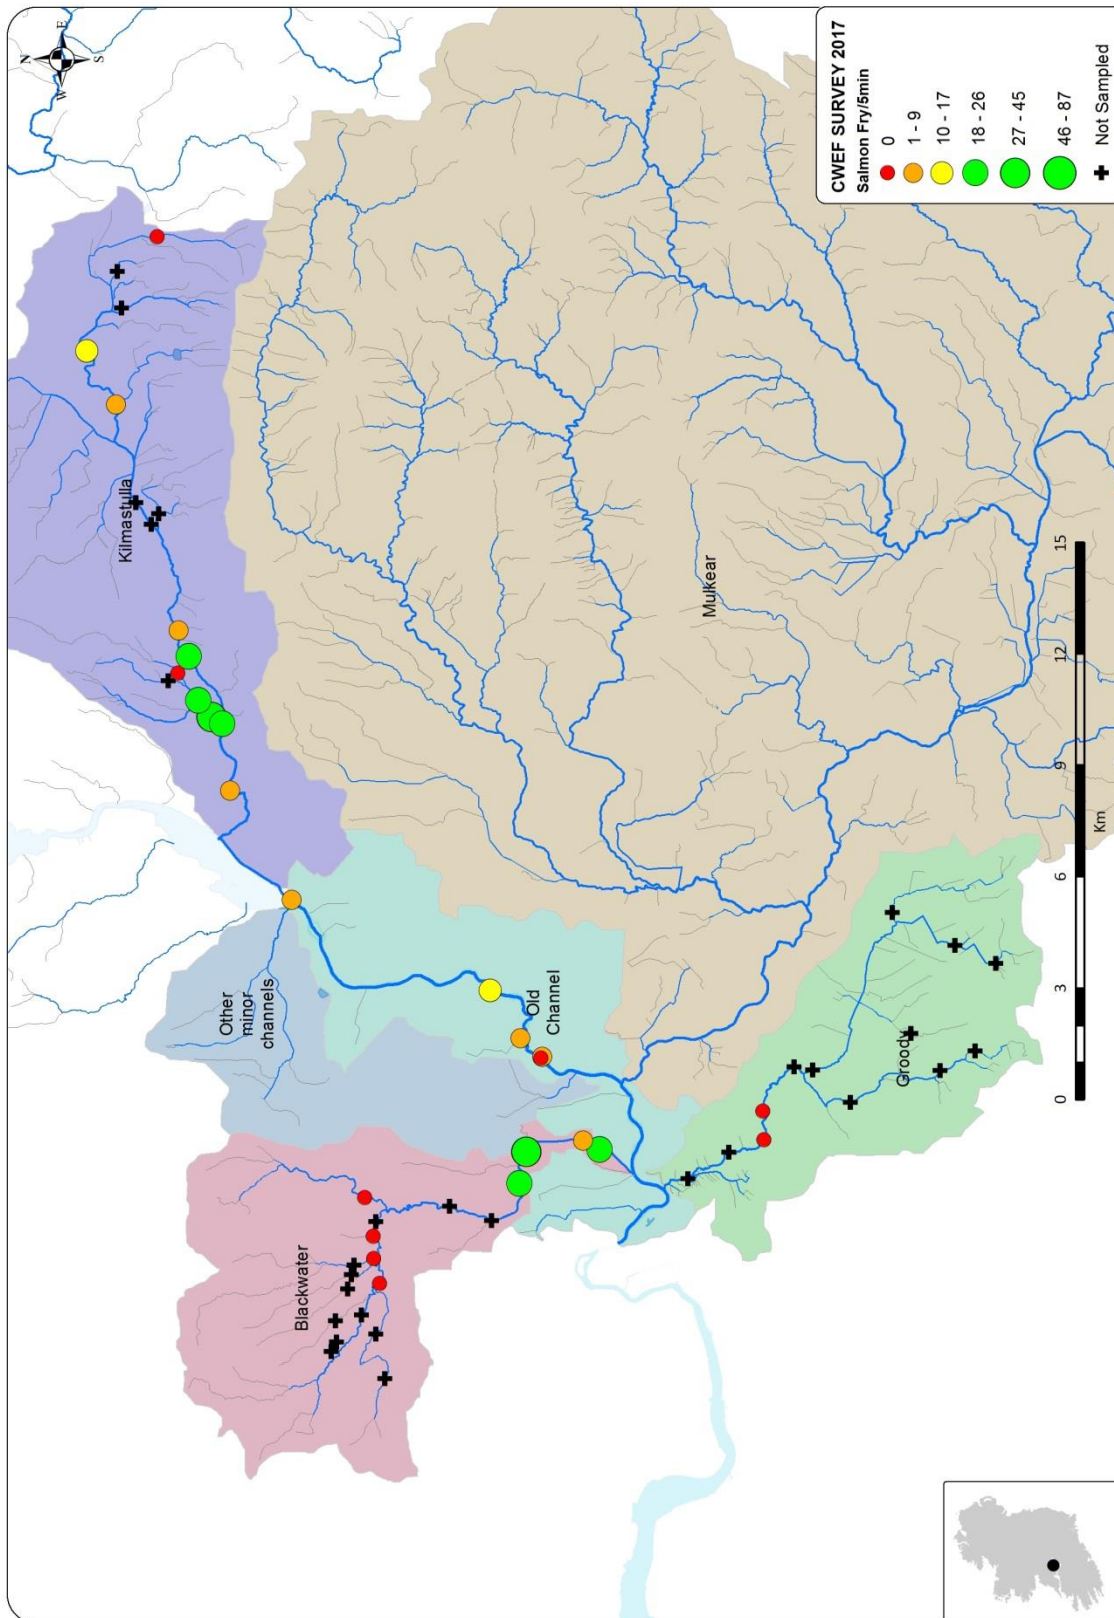 N
W
E
S
Kilmastulla
Other
minor
channels
Blackwater
Old
Channel
Mulkear
Groody
0
3
6
9
12
15
Km
CWEF SURVEY 2017
Salmon Fry/5min
0
1 - 9
10 - 17
18 - 26
27 - 45
46 - 87
Not Sampled